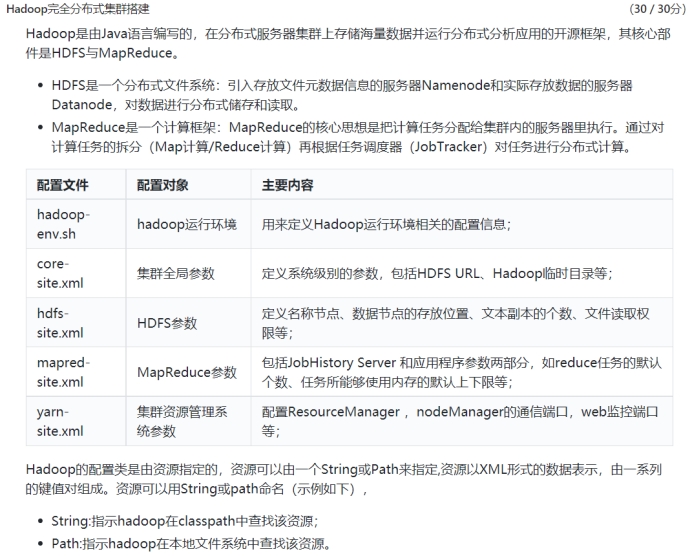 Hadoop完全分布式集群搭建 （30 / 30分）
Hadoop是由Java语言编写的，在分布式服务器集群上存储海量数据并运行分布式分析应用的开源框架，其核心部
件是HDFS与MapReduce。
• HDFS是一个分布式文件系统：引入存放文件元数据信息的服务器Namenode和实际存放数据的服务器
Datanode，对数据进行分布式储存和读取。
• MapReduce是一个计算框架：MapReduce的核心思想是把计算任务分配给集群内的服务器里执行。通过对
计算任务的拆分（Map计算/Reduce计算）再根据任务调度器（JobTracker）对任务进行分布式计算。
配置文件 配置对象 主要内容
hadoop-
env.sh
hadoop运行环境
用来定义Hadoop运行环境相关的配置信息；
core-
site.xml
集群全局参数
定义系统级别的参数，包括HDFS URL、Hadoop临时目录等；
hdfs-
site.xml
HDFS参数
定义名称节点、数据节点的存放位置、文本副本的个数、文件读取权
限等；
mapred-
site.xml
MapReduce参数
包括JobHistory Server 和应用程序参数两部分，如reduce任务的默认
个数、任务所能够使用内存的默认上下限等；
yarn-
site.xml
集群资源管理系
统参数
配置ResourceManager ，nodeManager的通信端口，web监控端口
等；
Hadoop的配置类是由资源指定的，资源可以由一个String或Path来指定,资源以XML形式的数据表示，由一系列
的键值对组成。资源可以用String或path命名（示例如下），
• String:指示hadoop在classpath中查找该资源；
• Path:指示hadoop在本地文件系统中查找该资源。